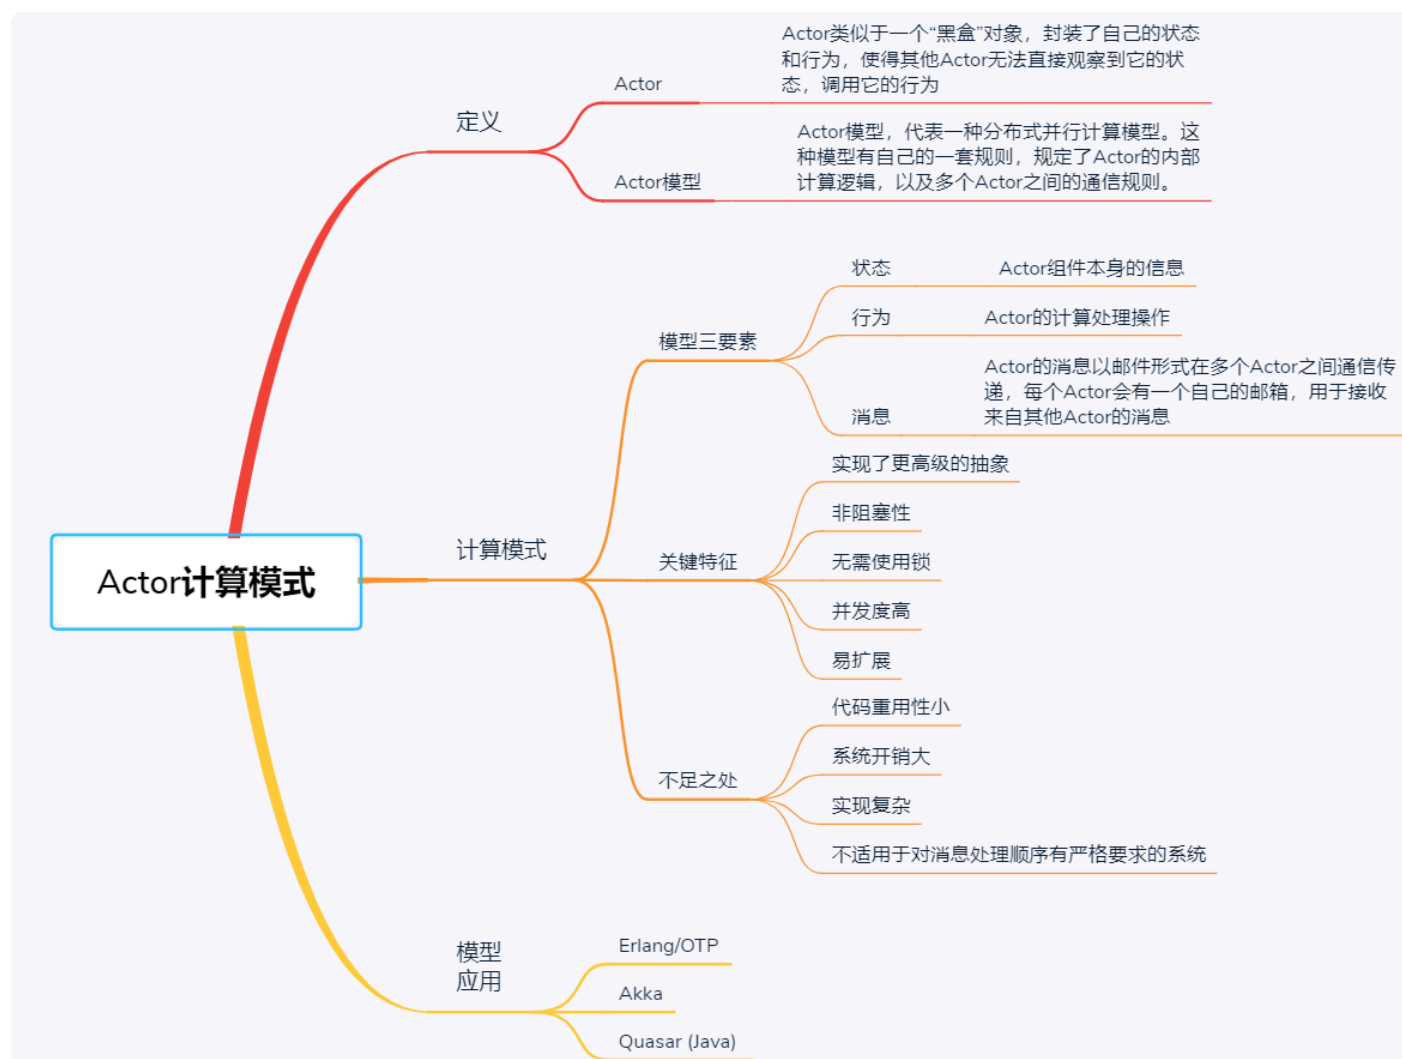 Actor计算模式
定义
Actor
Actor类似于一个“黑盒”对象，封装了自己的状
和行为，使得其他Actor无法直接观察到它的状
态，调用它的行为
Actor模型
Actor模型，代表一种分布式并行计算模型。这
种模型有自己的一套规则，规定了Actor的内部
计算逻辑，以及多个Actor之间的通信规则。
计算模式
模型三要素
状态
Actor组件本身的信息
行为
Actor的计算处理操作
消息
Actor的消息以邮件形式在多个Actor之间通信传
递，每个Actor会有一个自己的邮箱，用于接收
来自其他Actor的消息
关键特征
实现了更高级的抽象
非阻塞性
无需使用锁
并发度高
易扩展
不足之处
代码重用性小
系统开销大
实现复杂
不适用于对消息处理顺序有严格要求的系统
模型
应用
Erlang/OTP
Akka
Quasar (Java)